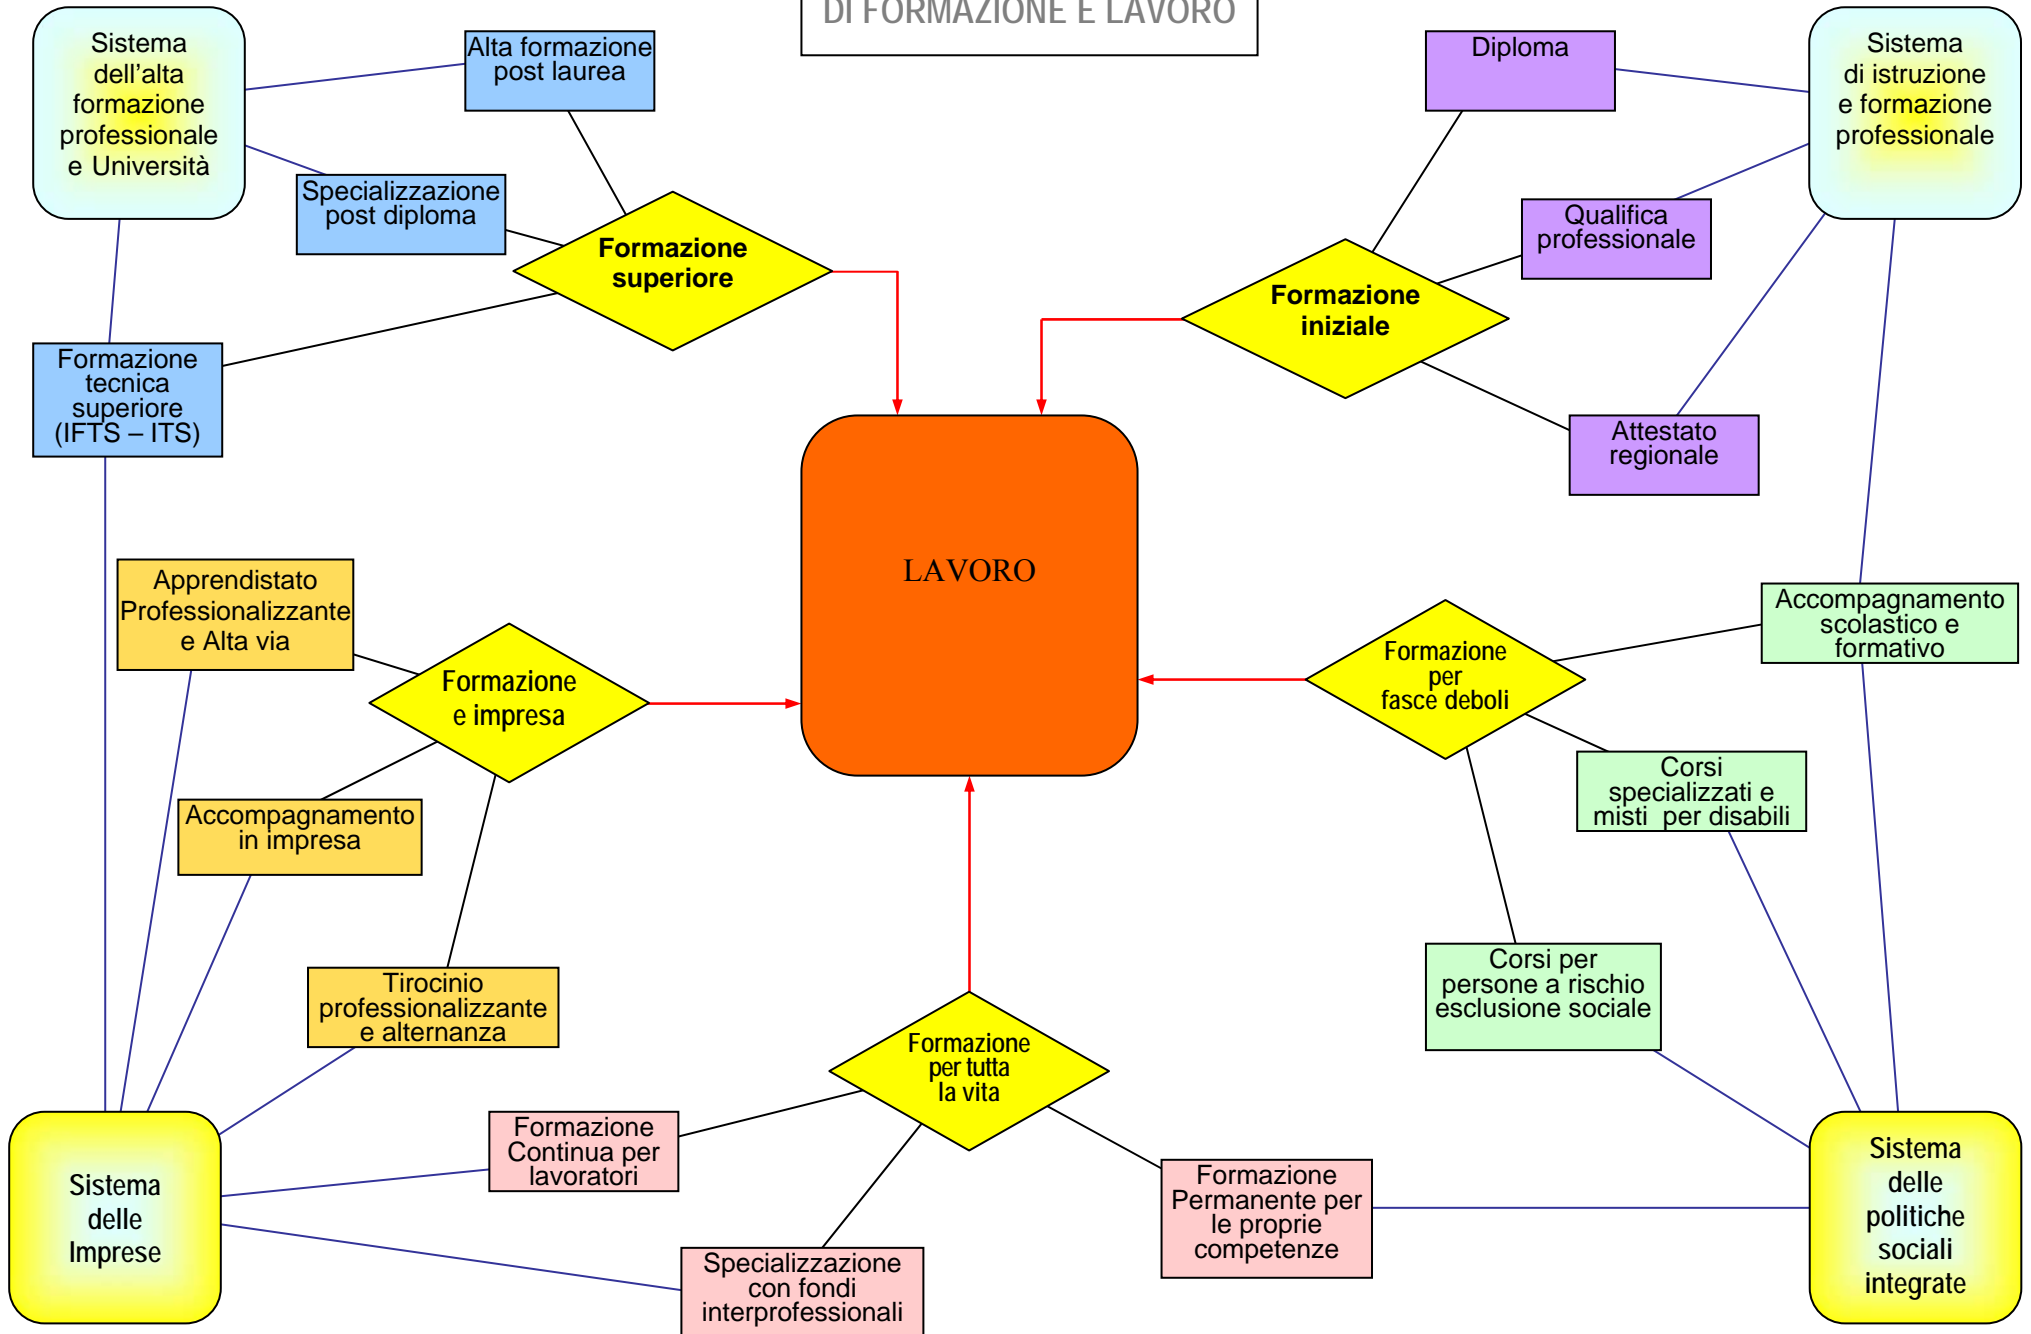 DI FORMAZIONE E LAVORO
Sistema
dell’alta
formazione
professionale
e Università
Alta formazione
post laurea
Diploma
Sistema
di istruzione
e formazione
professionale
Specializzazione
post diploma
Qualifica
professionale
Formazione
superiore
Formazione
iniziale
Formazione
tecnica
superiore
(IFTS – ITS)
Attestato
regionale
LAVORO
Apprendistato
Professionalizzante
e Alta via
Accompagnamento
scolastico e
formativo
Formazione
e impresa
Formazione
per
fasce deboli
Accompagnamento
in impresa
Corsi
specializzati e
misti  per disabili
Tirocinio
professionalizzante
e alternanza
Corsi per
persone a rischio
esclusione sociale
Formazione
per tutta
la vita
Sistema
delle
Imprese
Formazione
Continua per
lavoratori
Formazione
Permanente per
le proprie
competenze
Sistema
delle
politiche
sociali
integrate
Specializzazione
con fondi
interprofessionali